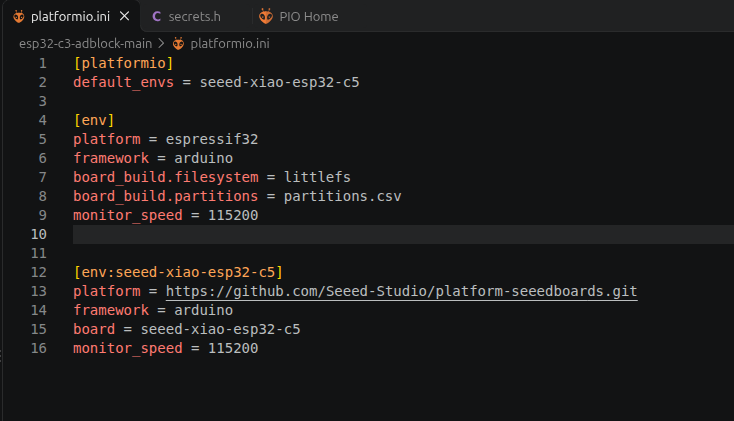 platformio.ini
secrets.h
PIO Home
esp32-c3-adblock-main > platformio.ini
1 [platformio]
2 default_envs = seeed-xiao-esp32-c5
3
4 [env]
5 platform = espressif32
6 framework = arduino
7 board_build.filesystem = littlefs
8 board_build.partitions = partitions.csv
9 monitor_speed = 115200
10
11
12 [env:seeed-xiao-esp32-c5]
13 platform = https://github.com/Seeed-Studio/platform-seeedboards.git
14 framework = arduino
15 board = seeed-xiao-esp32-c5
16 monitor_speed = 115200